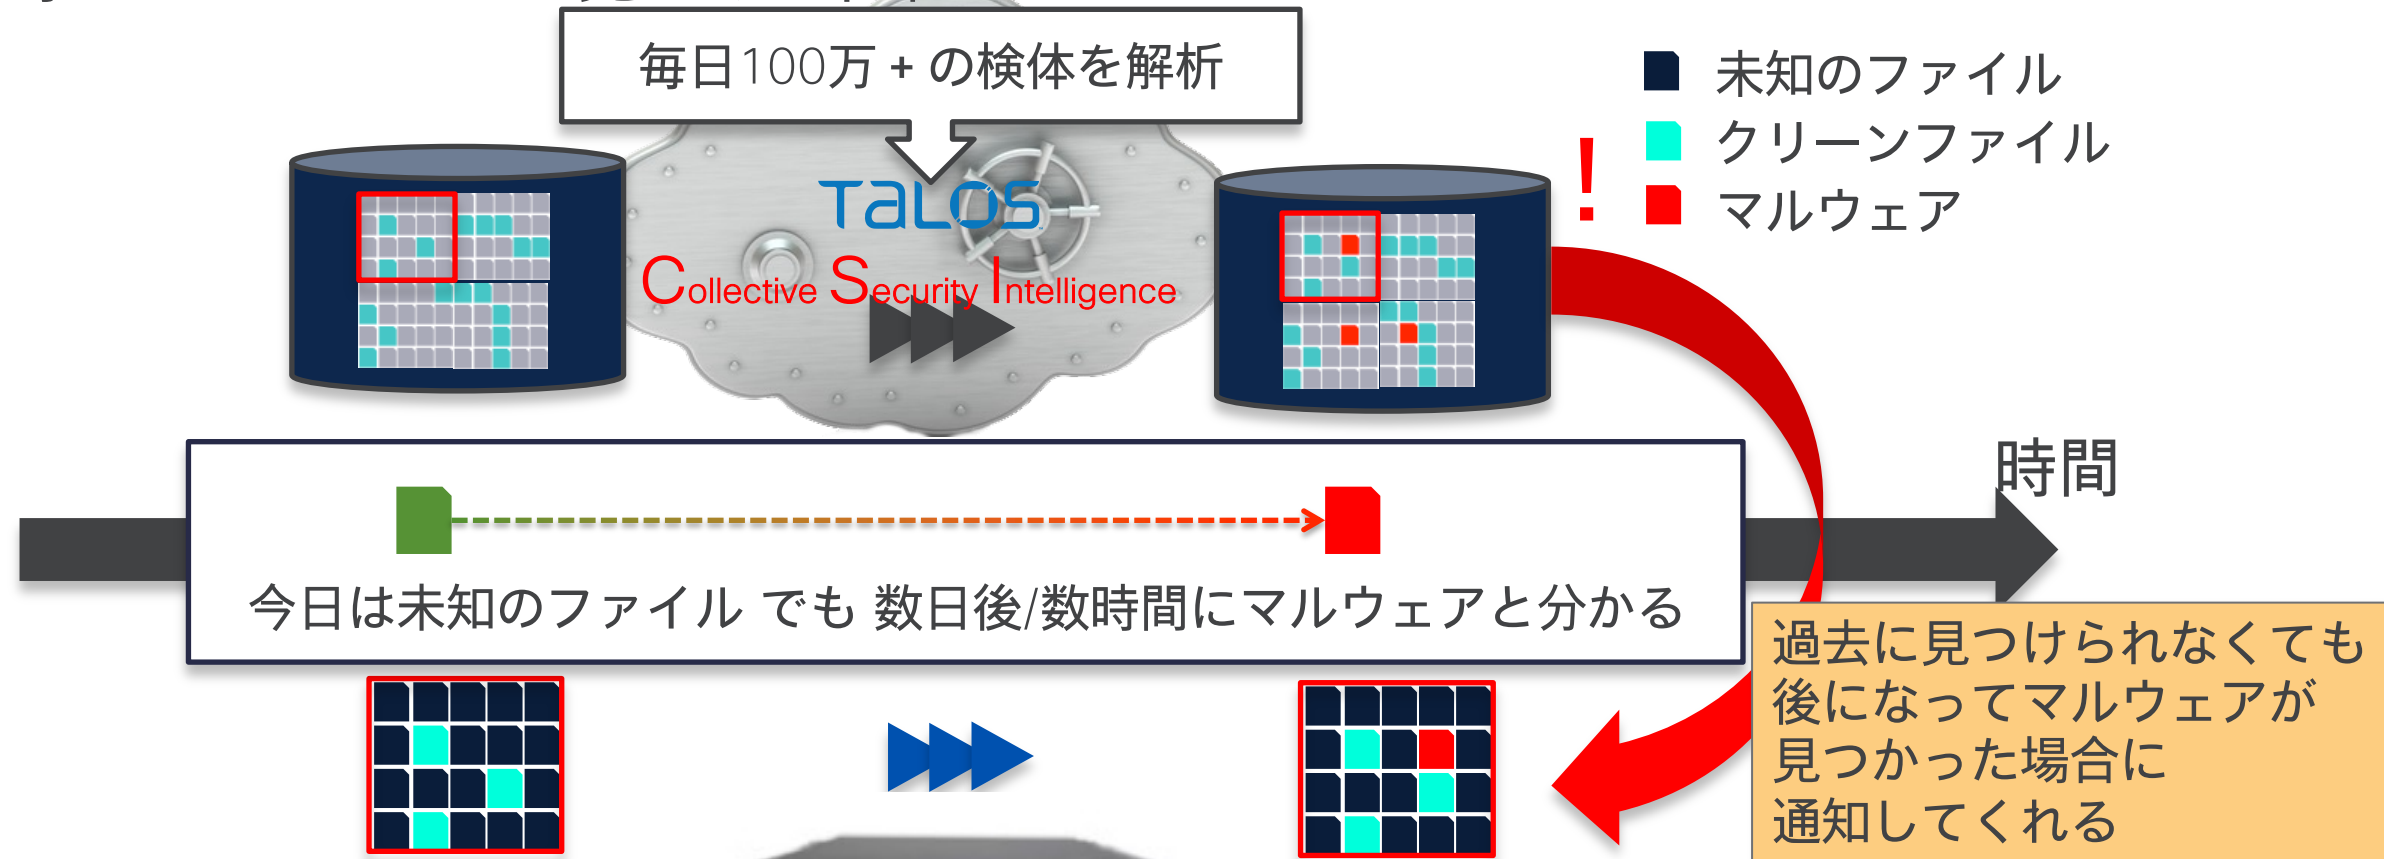 毎日100万 + の検体を解析
未知のファイル
クリーンファイル
マルウェア
!
TALOS
Collective Security Intelligence
時間
今日は未知のファイル でも 数日後/数時間にマルウェアと分かる
過去に見つけられなくても
後になってマルウェアが
見つかった場合に
通知してくれる